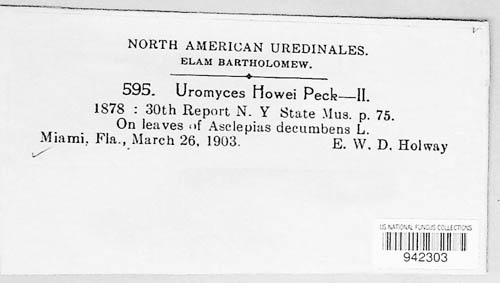 NORTH AMERICAN UREDINALES.
ELAM BARTHOLOMEW.
595. Uromyces Howei Peck—II.
1878 : 30th Report N. Y State Mus. p. 75.
On leaves of Asclepias decumbens L.
Miami, Fla., March 26, 1903. E. W. D. Holway
US NATIONAL FUNGUS COLLECTIONS
942303